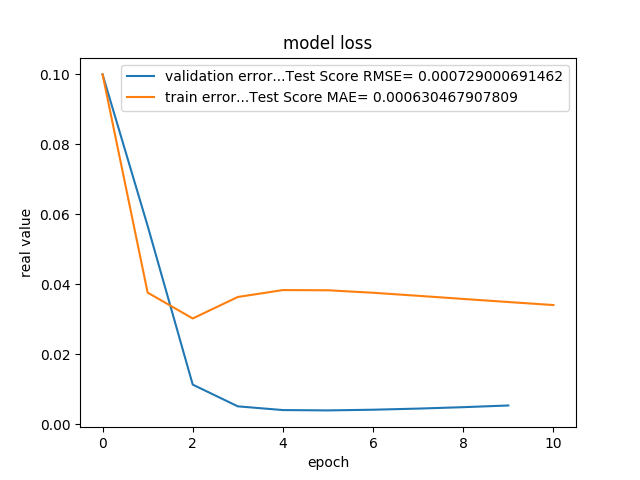 model loss
validation error...Test Score RMSE= 0.000729000691462
train error...Test Score MAE= 0.000630467907809
real value
0.10
0.08
0.06
0.04
0.02
0.00
0 2 4 6 8 10
epoch